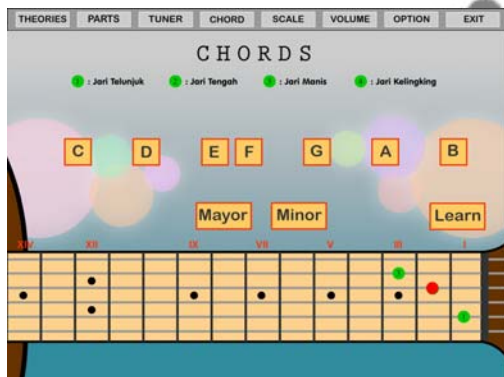 THEORIES PARTS TUNER CHORD SCALE VOLUME OPTION EXIT
CHORDS
1 : Jari Telunjuk 2 : Jari Tengah 3 : Jari Manis 4 : Jari Kelingking
C D E F G A B
Mayor Minor Learn
XIV XII IX VII V III I